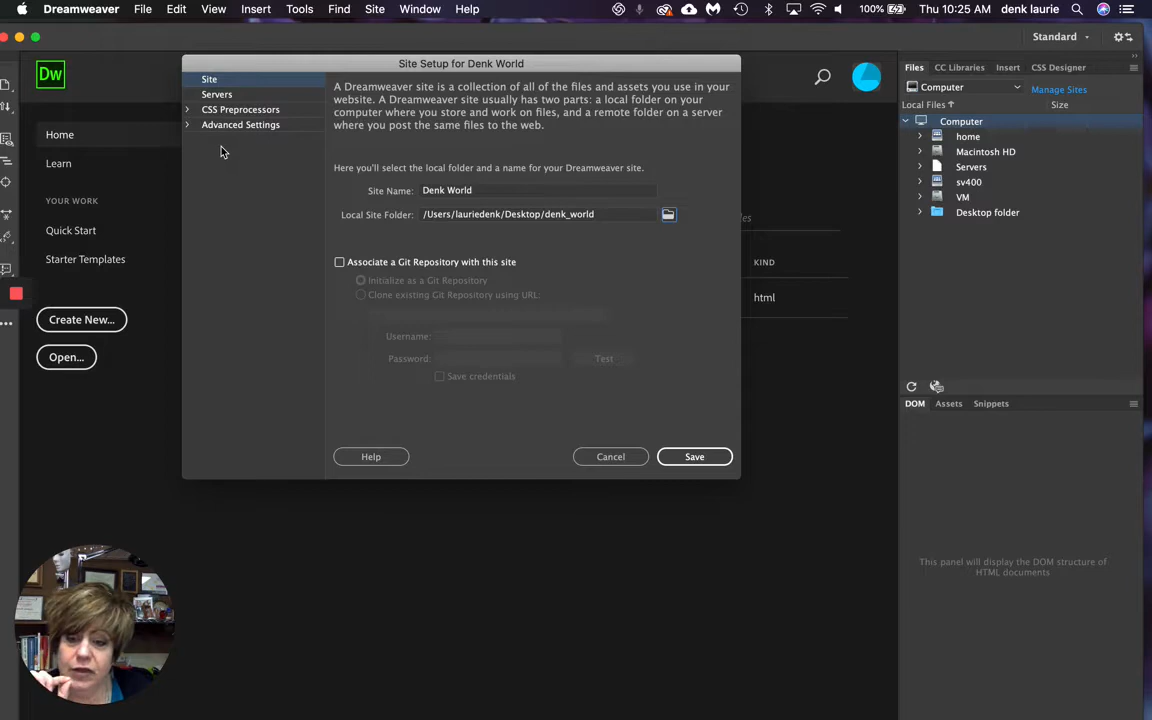 Dreamweaver File Edit View Insert Tools Find Site Window Help 100% Thu 10:25 AM denk laurie
Standard
Dw
Home
Learn
YOUR WORK
Quick Start
Starter Templates
Create New...
Open...
Site Setup for Denk World
Site
Servers
CSS Preprocessors
Advanced Settings
A Dreamweaver site is a collection of all of the files and assets you use in your
website. A Dreamweaver site usually has two parts: a local folder on your
computer where you store and work on files, and a remote folder on a server
where you post the same files to the web.
Here you'll select the local folder and a name for your Dreamweaver site.
Site Name: Denk World
Local Site Folder: /Users/lauriedenk/Desktop/denk_world
Associate a Git Repository with this site
Initialize as a Git Repository
Clone existing Git Repository using URL:
Username:
Password:
Test
Save credentials
Help Cancel Save
KIND
html
Files CC Libraries Insert CSS Designer
Computer Manage Sites
Local Files Size
Computer
home
Macintosh HD
Servers
sv400
VM
Desktop folder
DOM Assets Snippets
This panel will display the DOM structure of
HTML documents